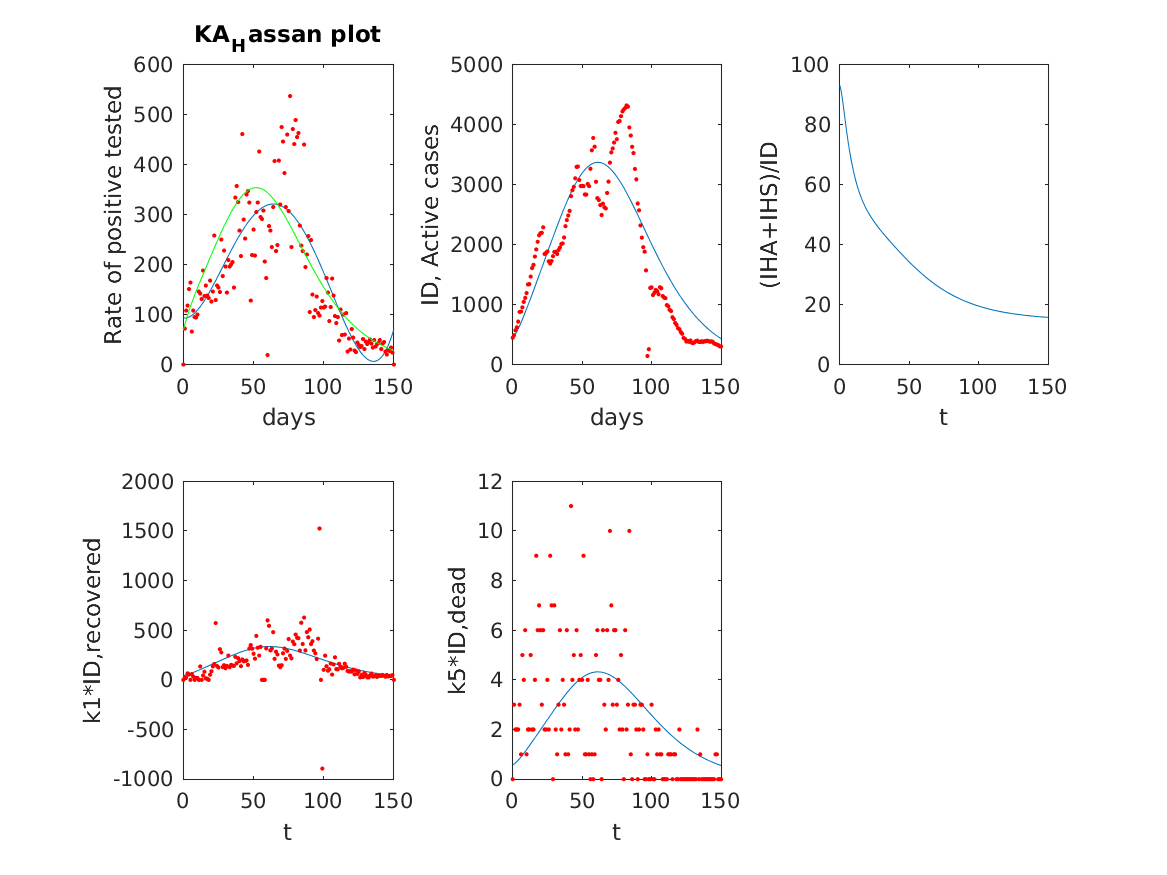 KA_Hassan plot
600
500
400
300
200
100
0
Rate of positive tested
0 50 100 150
days
5000
4000
3000
2000
1000
0
ID, Active cases
0 50 100 150
days
100
80
60
40
20
0
(IHA+IHS)/ID
0 50 100 150
t
2000
1500
1000
500
0
-500
-1000
k1*ID,recovered
0 50 100 150
t
12
10
8
6
4
2
0
k5*ID,dead
0 50 100 150
t